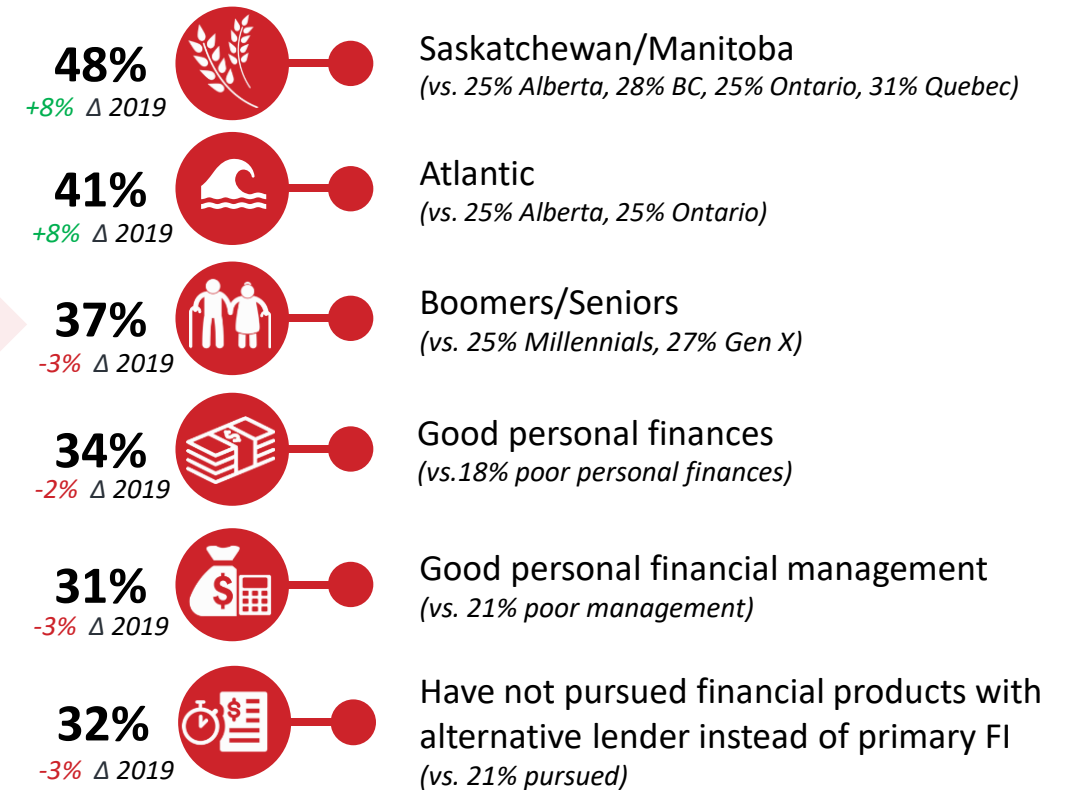 48%
+8% Δ 2019
Saskatchewan/Manitoba
(vs. 25% Alberta, 28% BC, 25% Ontario, 31% Quebec)
41%
+8% Δ 2019
Atlantic
(vs. 25% Alberta, 25% Ontario)
37%
-3% Δ 2019
Boomers/Seniors
(vs. 25% Millennials, 27% Gen X)
34%
-2% Δ 2019
$
Good personal finances
(vs.18% poor personal finances)
31%
-3% Δ 2019
$
Good personal financial management
(vs. 21% poor management)
32%
-3% Δ 2019
$
Have not pursued financial products with
alternative lender instead of primary FI
(vs. 21% pursued)